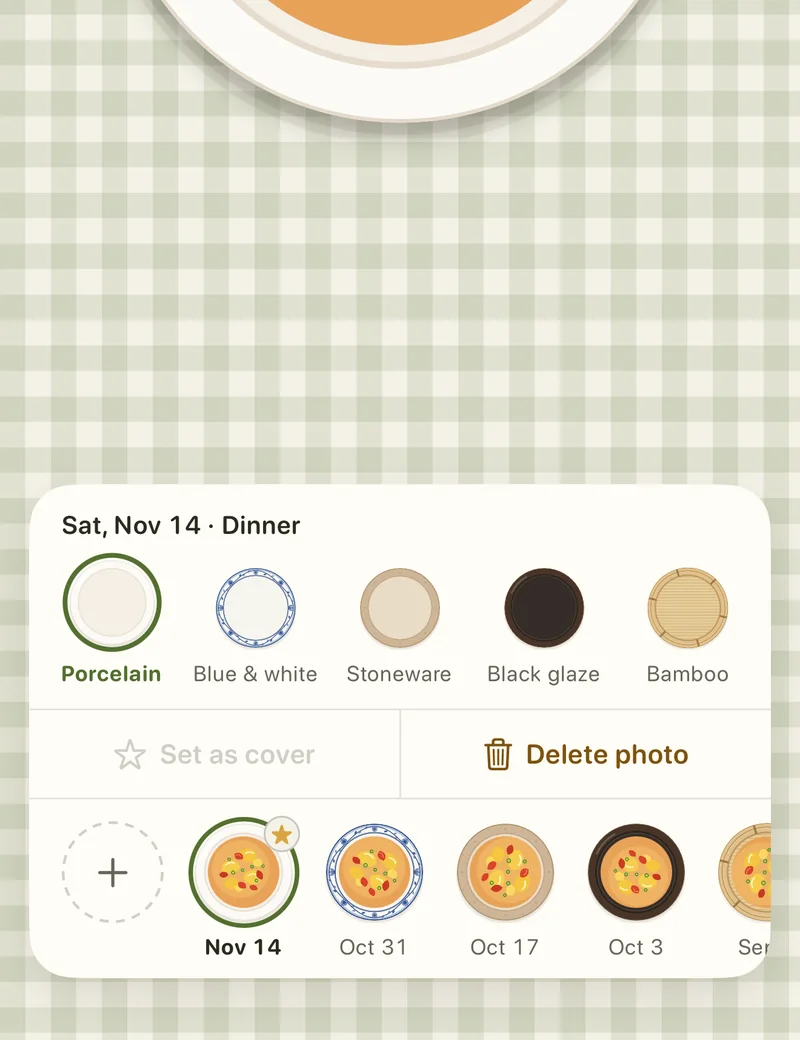 Sat, Nov 14 · Dinner
Porcelain
Blue & white
Stoneware
Black glaze
Bamboo
Set as cover
Delete photo
Nov 14
Oct 31
Oct 17
Oct 3